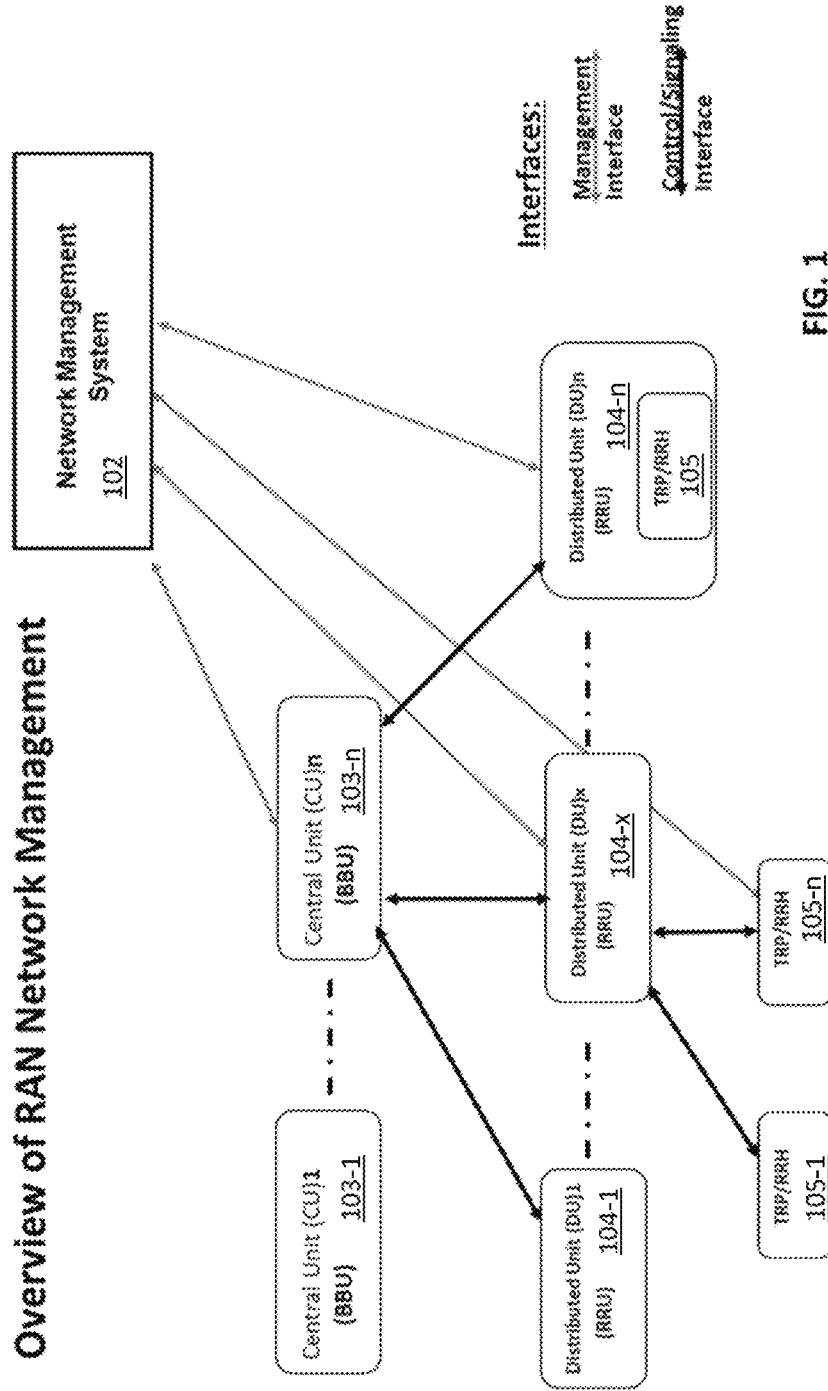 Overview of RAN Network Management
Network Management
System
102
Central Unit (CU)1
(BBU)
103-1
Central Unit (CU)n
(BBU)
103-n
Distributed Unit (DU)1
(RRU)
104-1
Distributed Unit (DU)x
(RRU)
104-x
Distributed Unit (DU)n
(RRU)
104-n
TRP/RRH
105
TRP/RRH
105-1
TRP/RRH
105-n
Interfaces:
Management
Interface
Control/Signaling
Interface
FIG. 1